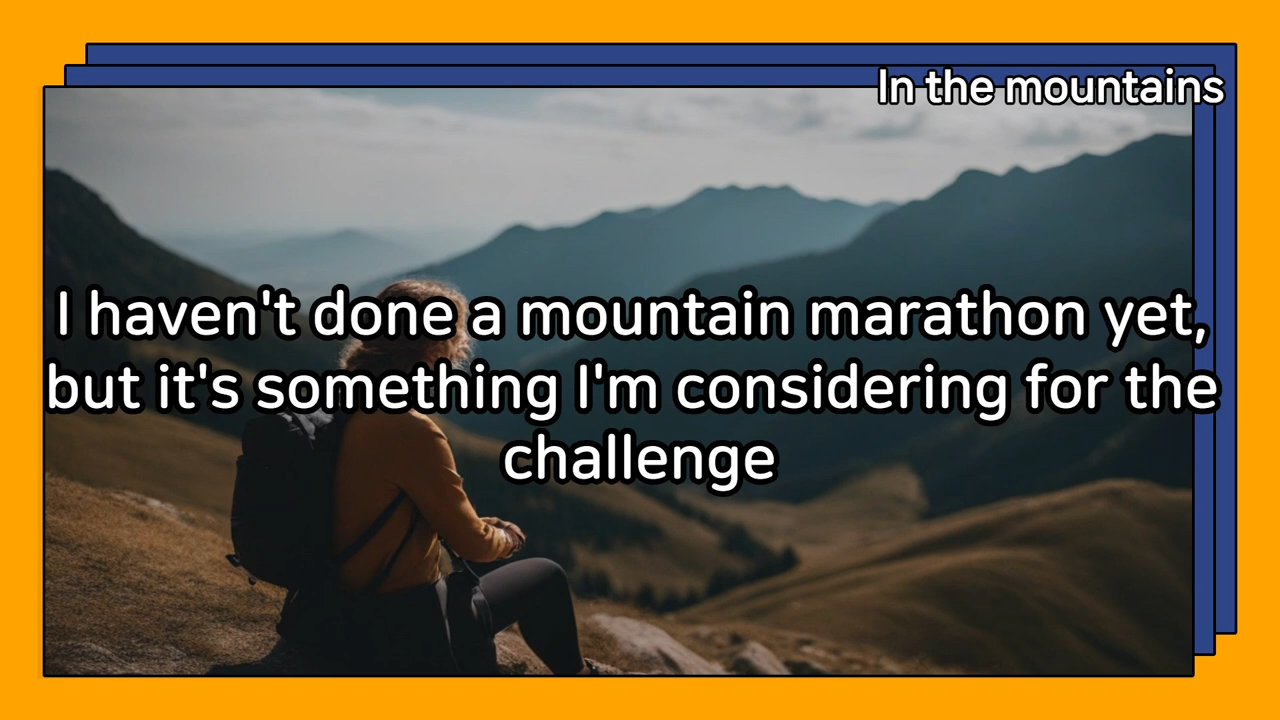 In the mountains
I haven't done a mountain marathon yet,
but it's something I'm considering for the
challenge